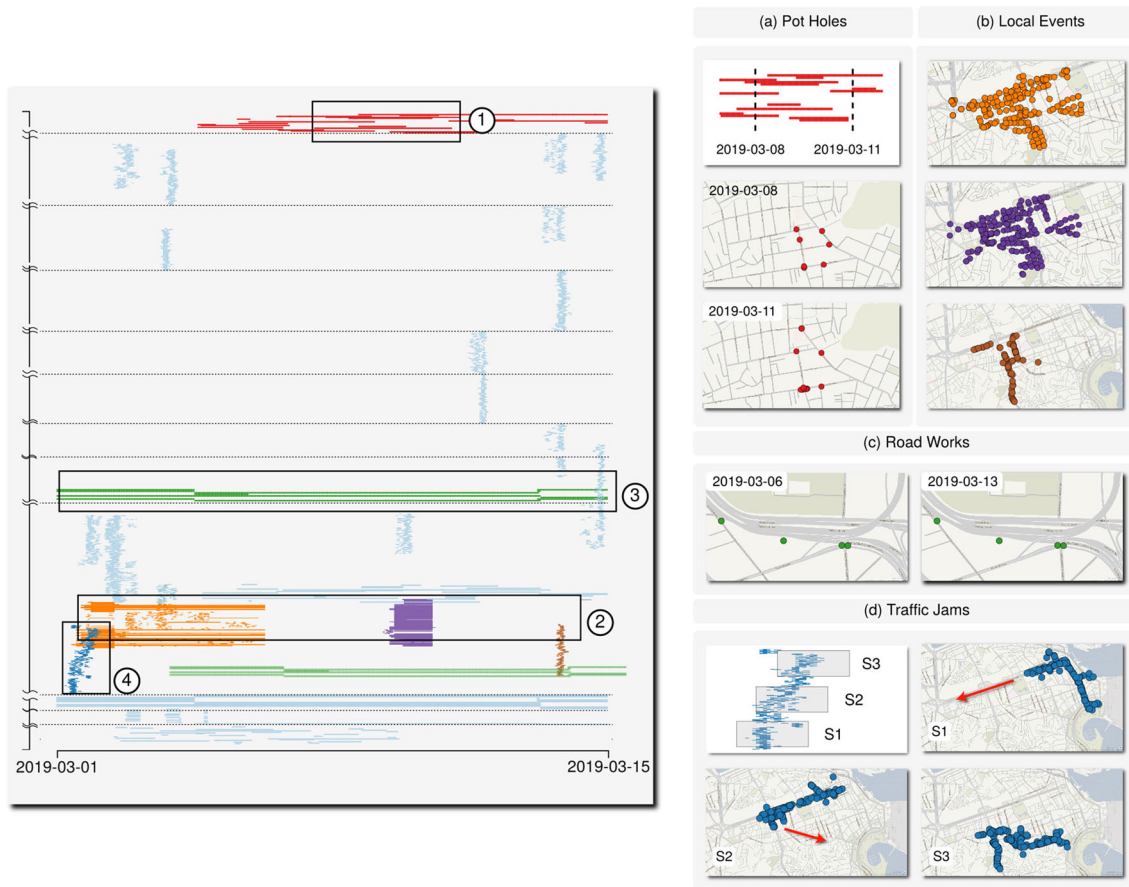 1
3
2
4
2019-03-01
2019-03-15
(a) Pot Holes
2019-03-08
2019-03-11
2019-03-08
2019-03-11
(b) Local Events
(c) Road Works
2019-03-06
2019-03-13
(d) Traffic Jams
S3
S2
S1
S1
S2
S3